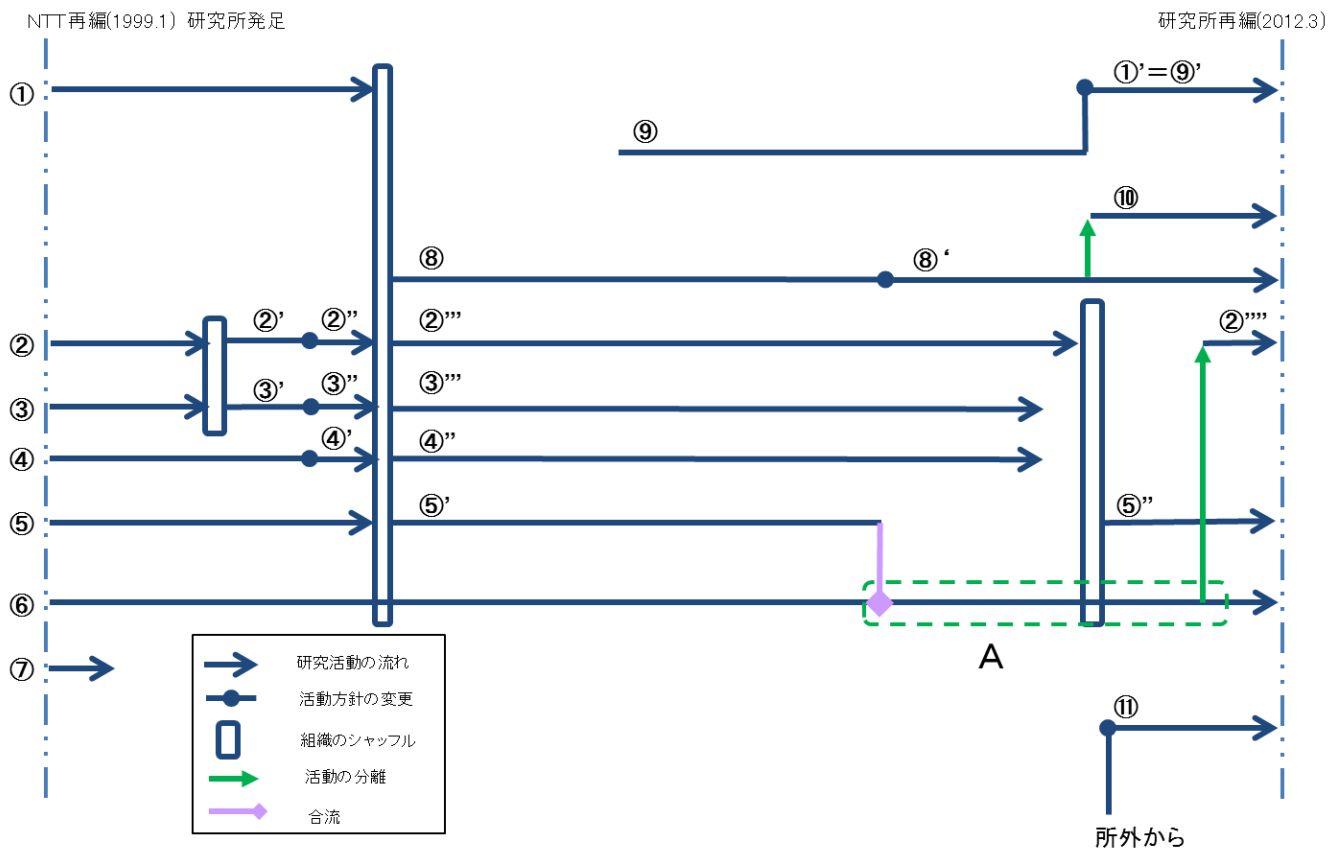 NTT再編(1999.1) 研究所発足
研究所再編(2012.3)
①
①’=⑨’
⑨
⑩
⑧
⑧‘
②
②’
②”
②’”
②””
③
③’
③”
③’”
④
④’
④”
⑤
⑤’
⑤”
⑥
A
⑦
⑪
所外から
研究活動の流れ
活動方針の変更
組織のシャッフル
活動の分離
合流